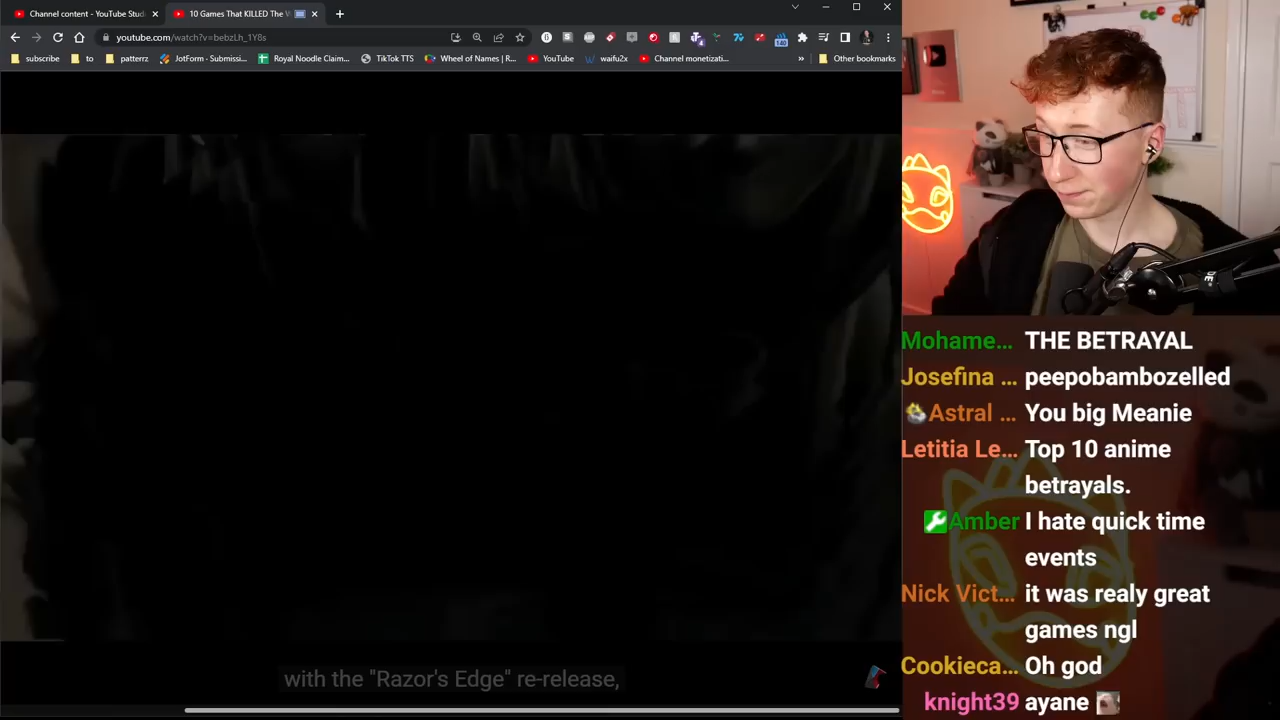 Channel content - YouTube Stud
10 Games That KILLED The V
youtube.com/watch?v=bebzLh_1Y8s
subscribe
to
patterrz
JotForm - Submissi...
Royal Noodle Claim...
TikTok TTS
Wheel of Names | R...
YouTube
waifu2x
Channel monetizati...
»
Other bookmarks
Mohame... THE BETRAYAL
Josefina ... peepobambozelled
Astral ... You big Meanie
Letitia Le... Top 10 anime
betrayals.
Amber I hate quick time
events
Nick Vict... it was realy great
games ngl
Cookieca... Oh god
knight39 ayane
with the "Razor's Edge" re-release,